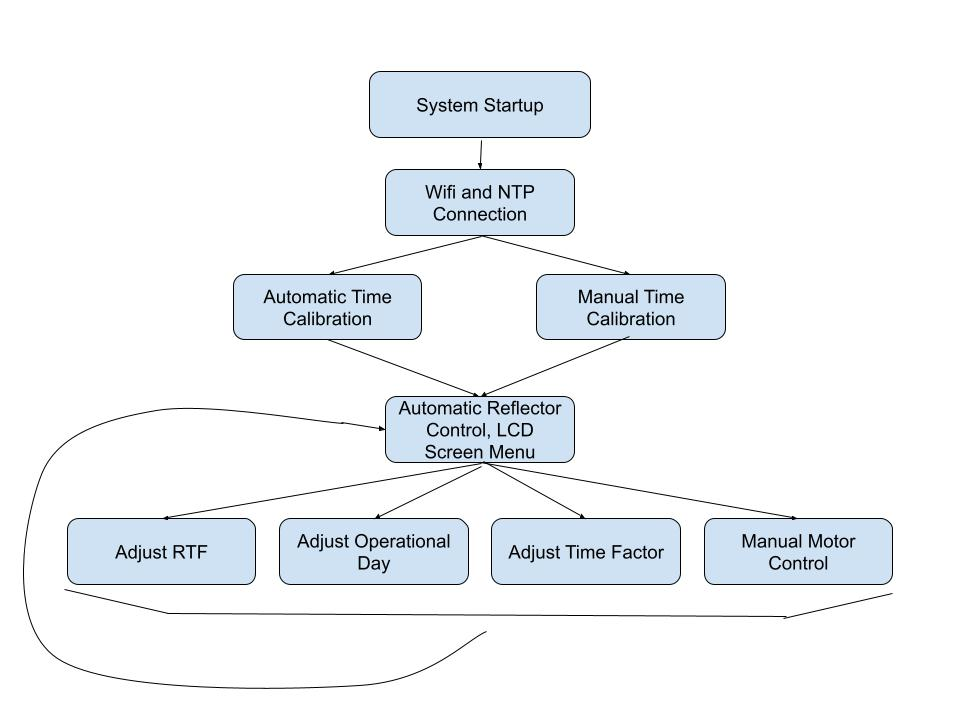 System Startup
Wifi and NTP
Connection
Automatic Time
Calibration
Manual Time
Calibration
Automatic Reflector
Control, LCD
Screen Menu
Adjust RTF
Adjust Operational
Day
Adjust Time Factor
Manual Motor
Control